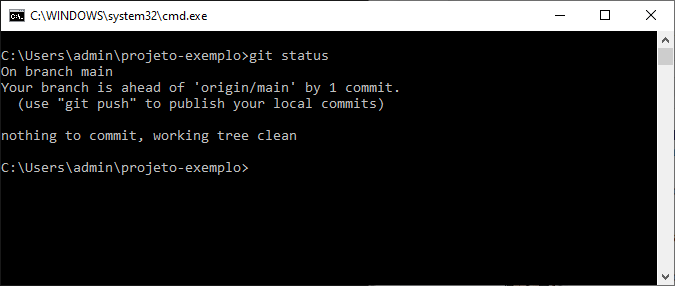 C:\WINDOWS\system32\cmd.exe
C:\Users\admin\projeto-exemplo>git status
On branch main
Your branch is ahead of 'origin/main' by 1 commit.
  (use "git push" to publish your local commits)
nothing to commit, working tree clean
C:\Users\admin\projeto-exemplo>